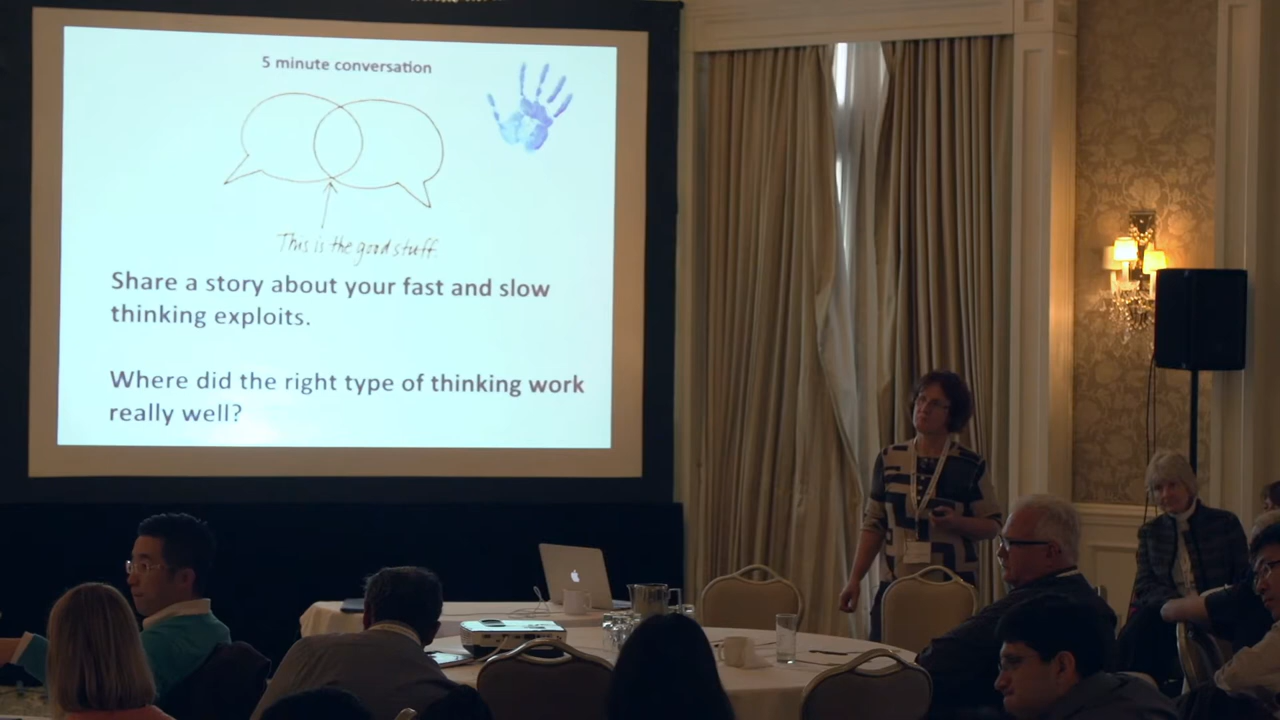 5 minute conversation
This is the good stuff.
Share a story about your fast and slow
thinking exploits.
Where did the right type of thinking work
really well?